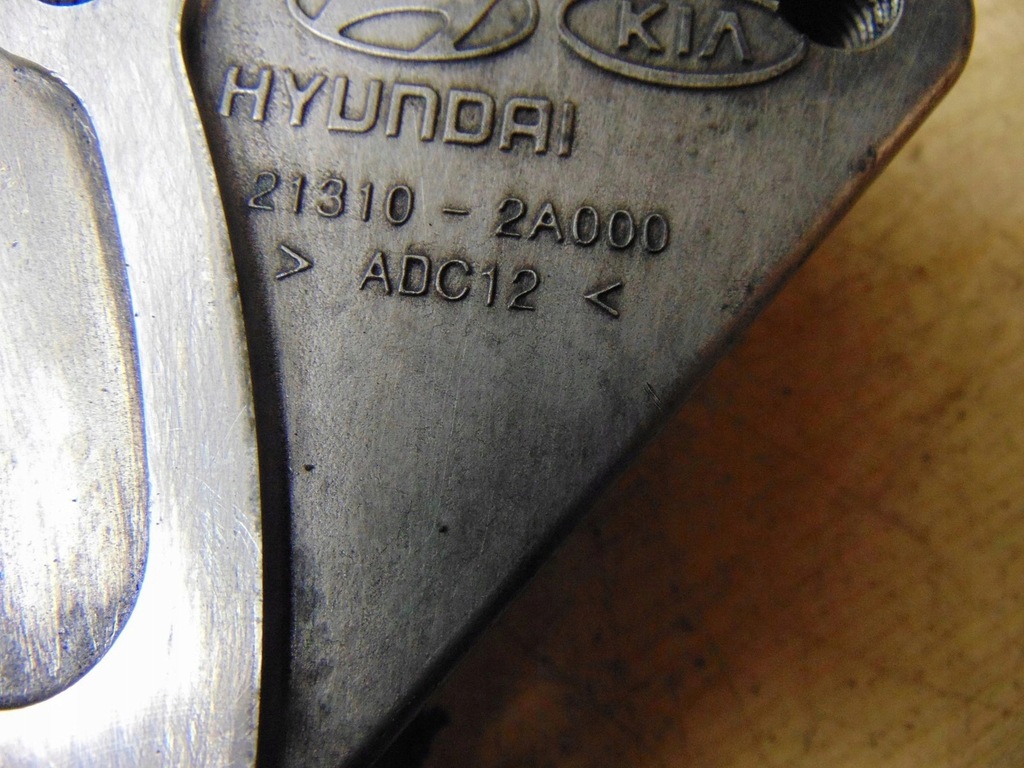 KIA
HYUNDAI
21310 - 2A000
> ADC12 <